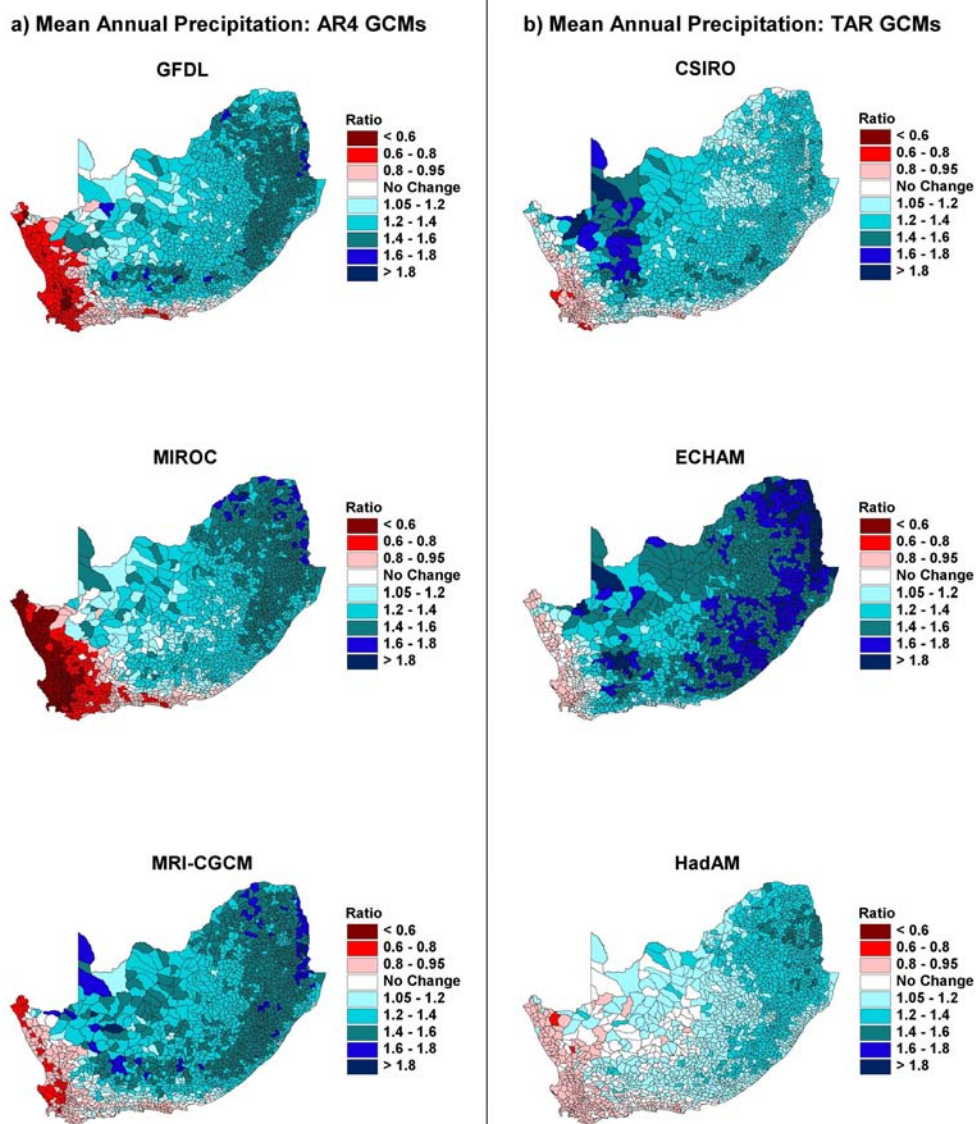 a) Mean Annual Precipitation: AR4 GCMs
GFDL
Ratio
< 0.6
0.6 - 0.8
0.8 - 0.95
No Change
1.05 - 1.2
1.2 - 1.4
1.4 - 1.6
1.6 - 1.8
> 1.8
MIROC
Ratio
< 0.6
0.6 - 0.8
0.8 - 0.95
No Change
1.05 - 1.2
1.2 - 1.4
1.4 - 1.6
1.6 - 1.8
> 1.8
MRI-CGCM
Ratio
< 0.6
0.6 - 0.8
0.8 - 0.95
No Change
1.05 - 1.2
1.2 - 1.4
1.4 - 1.6
1.6 - 1.8
> 1.8
b) Mean Annual Precipitation: TAR GCMs
CSIRO
Ratio
< 0.6
0.6 - 0.8
0.8 - 0.95
No Change
1.05 - 1.2
1.2 - 1.4
1.4 - 1.6
1.6 - 1.8
> 1.8
ECHAM
Ratio
< 0.6
0.6 - 0.8
0.8 - 0.95
No Change
1.05 - 1.2
1.2 - 1.4
1.4 - 1.6
1.6 - 1.8
> 1.8
HadAM
Ratio
< 0.6
0.6 - 0.8
0.8 - 0.95
No Change
1.05 - 1.2
1.2 - 1.4
1.4 - 1.6
1.6 - 1.8
> 1.8